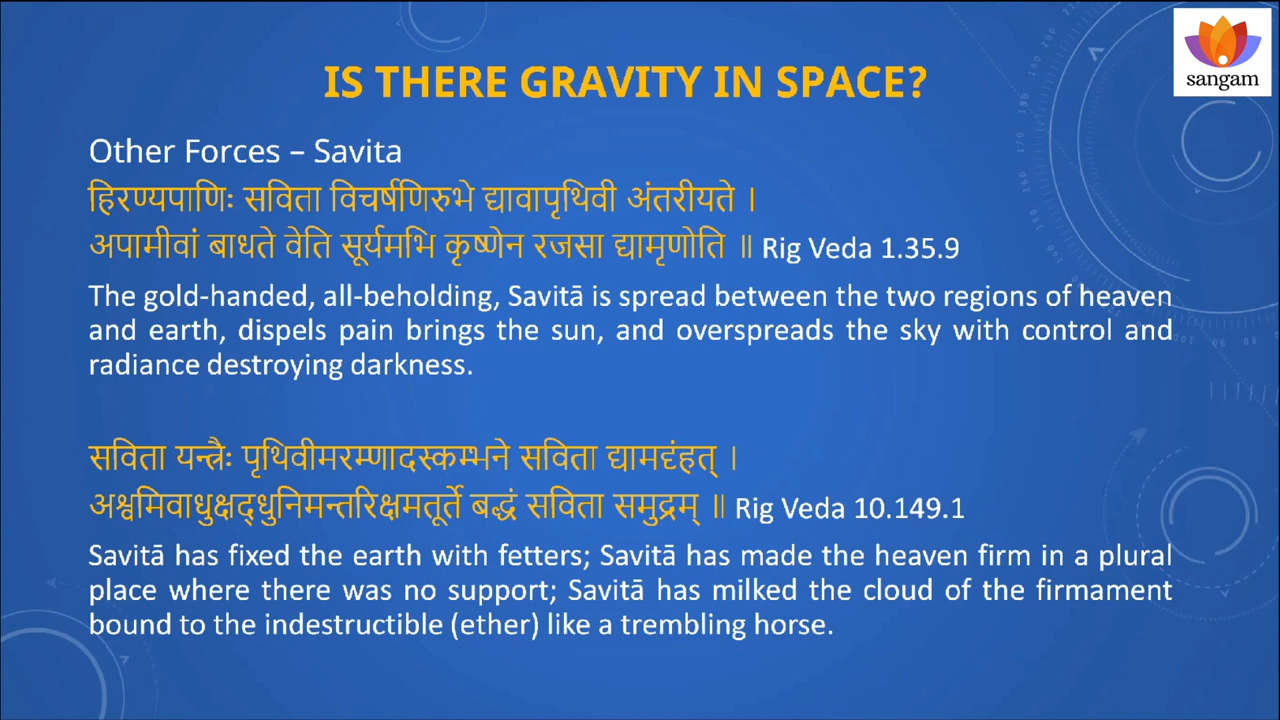 IS THERE GRAVITY IN SPACE?
sangam
Other Forces – Savita
हिरण्यपाणिः सविता विचर्षणिरुभे द्यावापृथिवी अंतरीयते ।
अपामीवां बाधते वेति सूर्यमभि कृष्णेन रजसा द्यामृणोति ॥ Rig Veda 1.35.9
The gold-handed, all-beholding, Savitā is spread between the two regions of heaven
and earth, dispels pain brings the sun, and overspreads the sky with control and
radiance destroying darkness.
सविता यन्त्रैः पृथिवीमरम्णादस्कम्भने सविता द्यामदृंहत् ।
अश्वमिवाधुक्षद्धुनिमन्तरिक्षमतूर्ते बद्धं सविता समुद्रम् ॥ Rig Veda 10.149.1
Savitā has fixed the earth with fetters; Savitā has made the heaven firm in a plural
place where there was no support; Savitā has milked the cloud of the firmament
bound to the indestructible (ether) like a trembling horse.